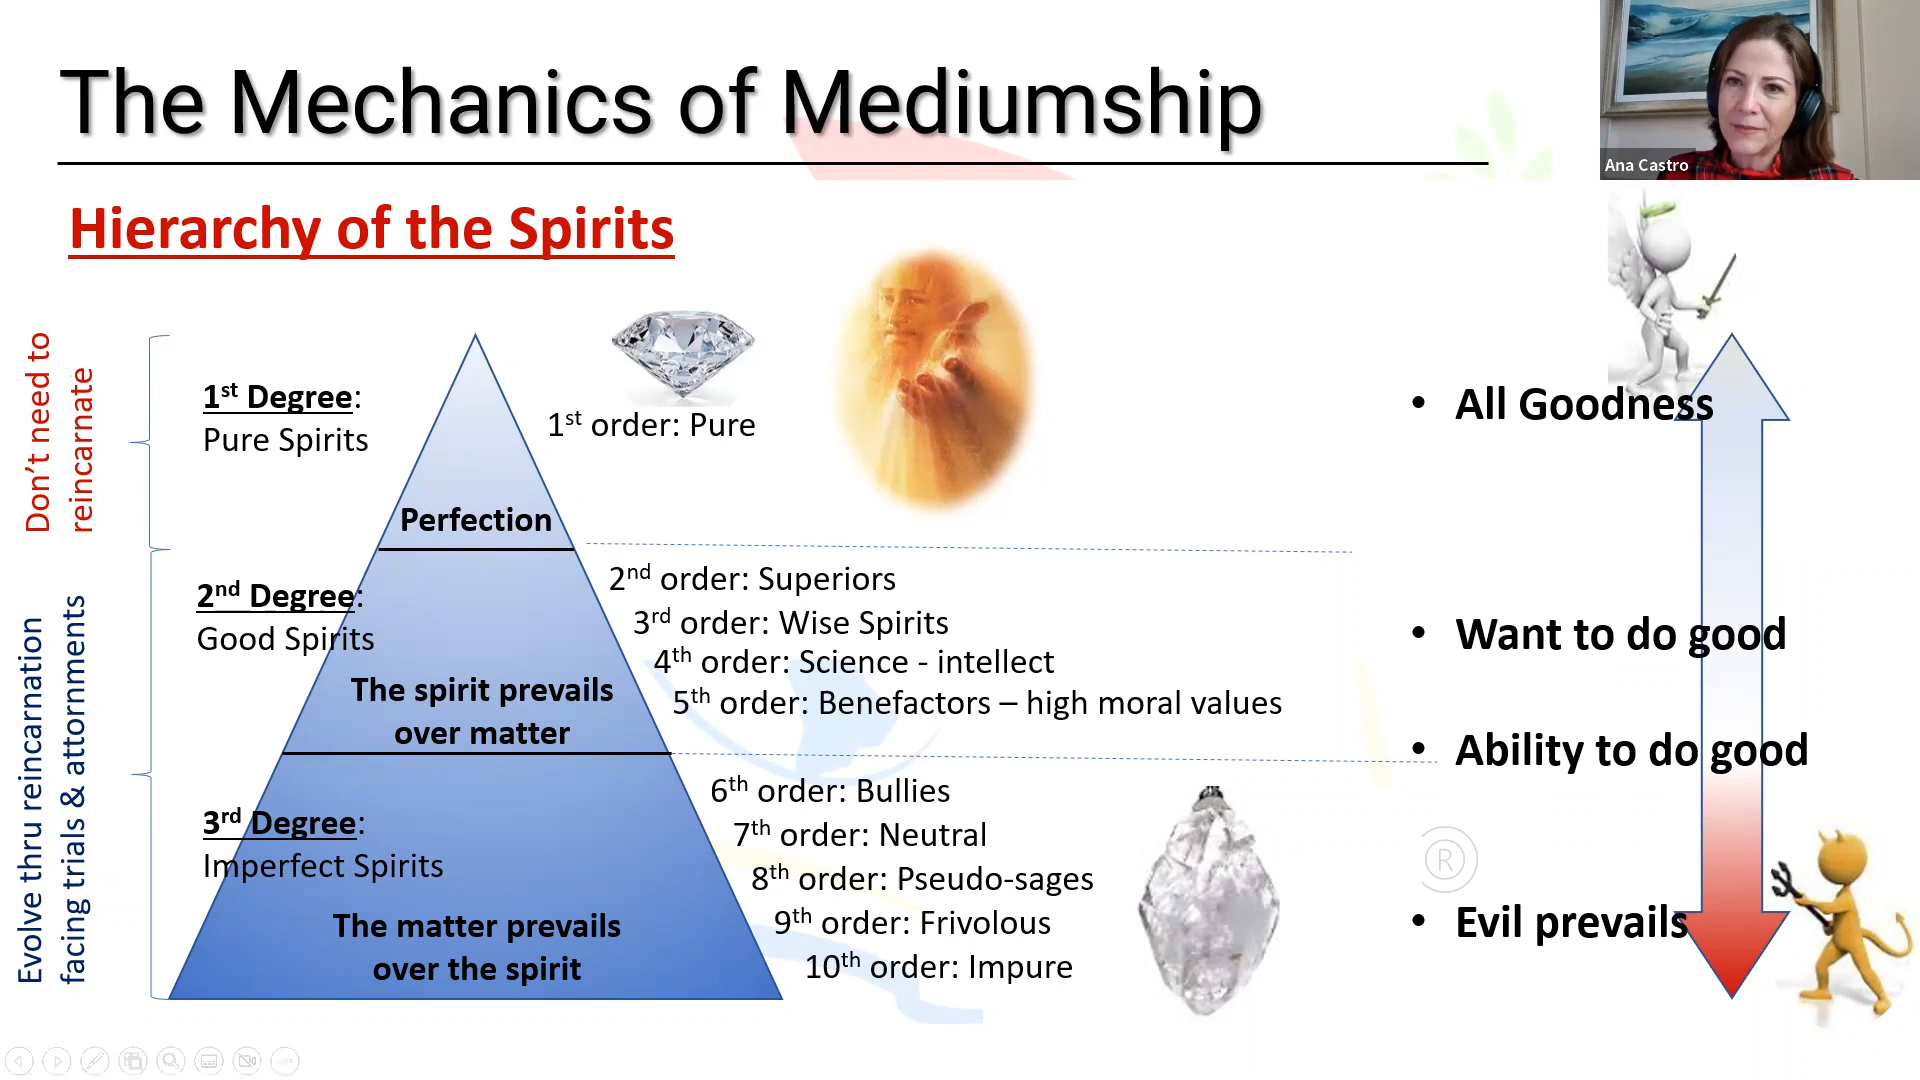 The Mechanics of Mediumship
Ana Castro
Hierarchy of the Spirits
Don't need to
reincarnate
1st Degree:
Pure Spirits
1st order: Pure
Perfection
• All Goodness
Evolve thru reincarnation
facing trials & attornments
2nd Degree:
Good Spirits
The spirit prevails
over matter
2nd order: Superiors
3rd order: Wise Spirits
4th order: Science - intellect
5th order: Benefactors – high moral values
• Want to do good
• Ability to do good
3rd Degree:
Imperfect Spirits
The matter prevails
over the spirit
6th order: Bullies
7th order: Neutral
8th order: Pseudo-sages
9th order: Frivolous
10th order: Impure
®
• Evil prevails